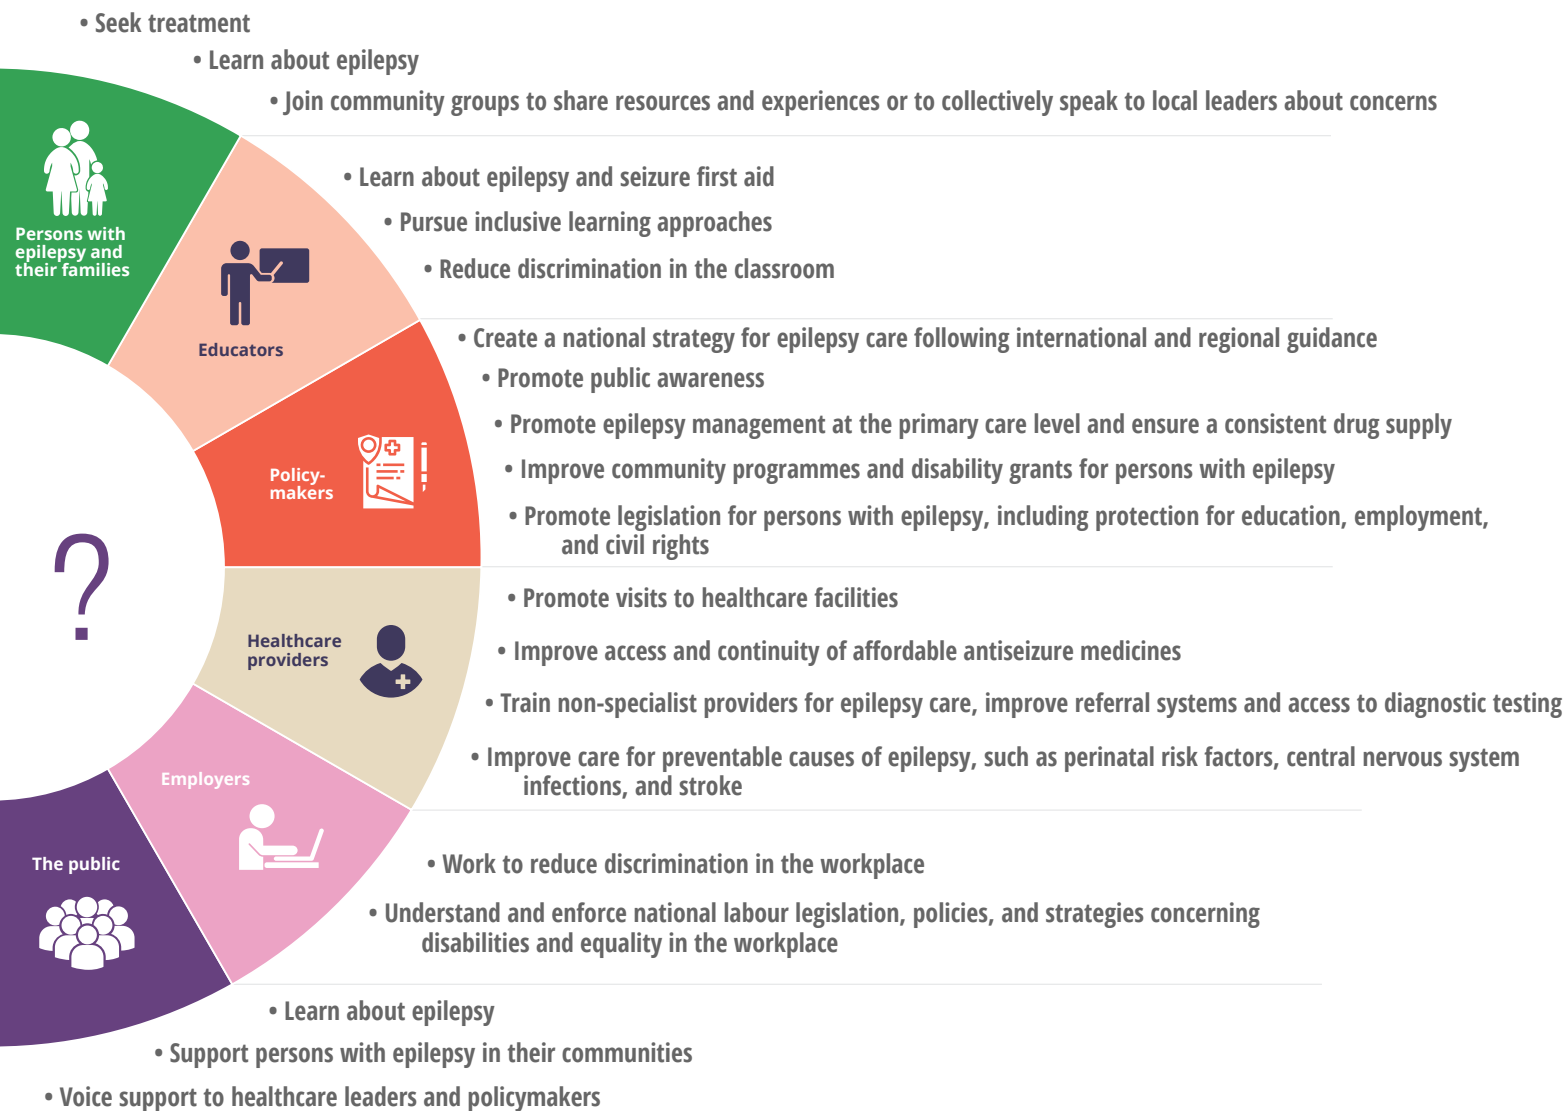 • Seek treatment
• Learn about epilepsy
• Join community groups to share resources and experiences or to collectively speak to local leaders about concerns
Persons with
epilepsy and
their families
• Learn about epilepsy and seizure first aid
• Pursue inclusive learning approaches
• Reduce discrimination in the classroom
Educators
• Create a national strategy for epilepsy care following international and regional guidance
• Promote public awareness
• Promote epilepsy management at the primary care level and ensure a consistent drug supply
• Improve community programmes and disability grants for persons with epilepsy
• Promote legislation for persons with epilepsy, including protection for education, employment,
and civil rights
Policy-
makers
?
• Promote visits to healthcare facilities
• Improve access and continuity of affordable antiseizure medicines
• Train non-specialist providers for epilepsy care, improve referral systems and access to diagnostic testing
• Improve care for preventable causes of epilepsy, such as perinatal risk factors, central nervous system
infections, and stroke
Healthcare
providers
Employers
• Work to reduce discrimination in the workplace
• Understand and enforce national labour legislation, policies, and strategies concerning
disabilities and equality in the workplace
The public
• Learn about epilepsy
• Support persons with epilepsy in their communities
• Voice support to healthcare leaders and policymakers